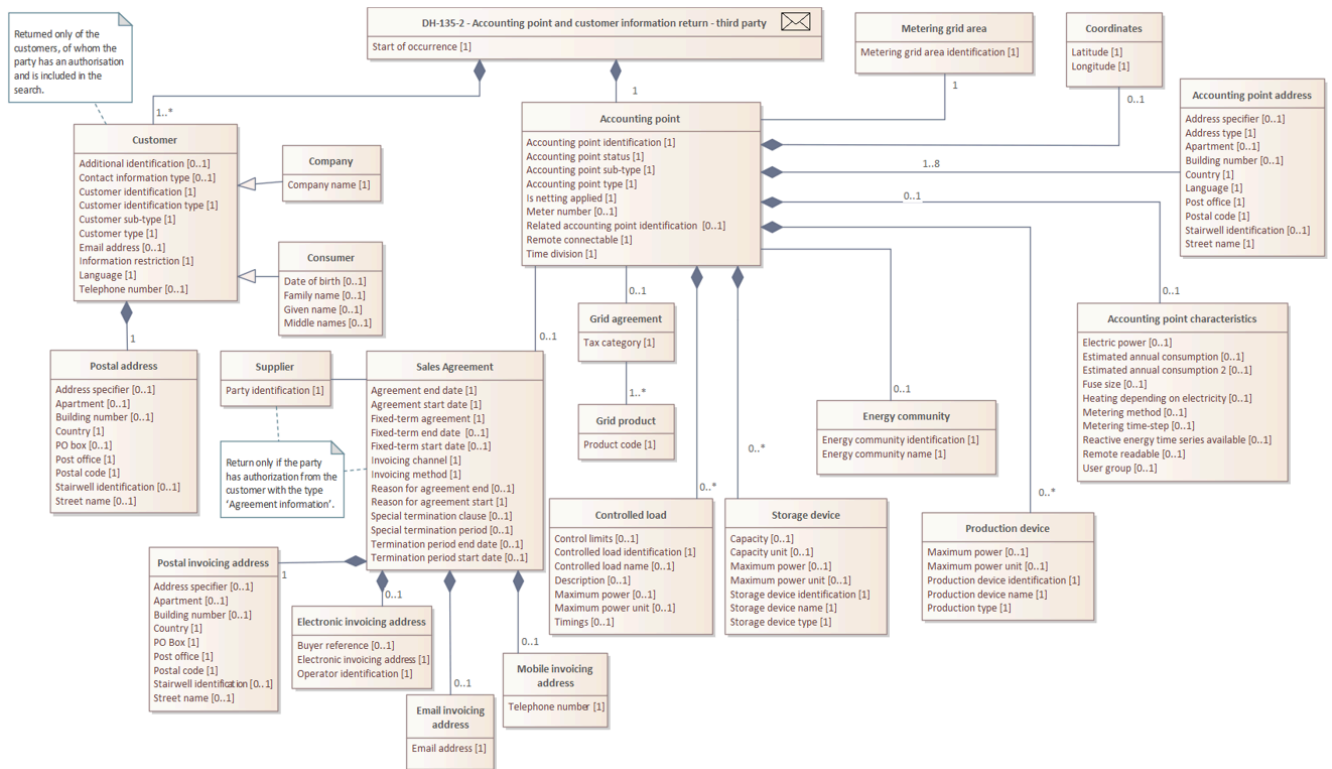 DH-135-2 - Accounting point and customer information return - third party
Start of occurrence [1]
Returned only of the
customers, of whom the
party has an authorisation
and is included in the
search.
Metering grid area
Metering grid area identification [1]
Coordinates
Latitude [1]
Longitude [1]
1..*
1
1
0..1
Customer
Additional identification [0..1]
Contact information type [0..1]
Customer identification [1]
Customer identification type [1]
Customer sub-type [1]
Customer type [1]
Email address [0..1]
Information restriction [1]
Language [1]
Telephone number [0..1]
Company
Company name [1]
Consumer
Date of birth [0..1]
Family name [0..1]
Given name [0..1]
Middle names [0..1]
Accounting point
Accounting point identification [1]
Accounting point status [1]
Accounting point sub-type [1]
Accounting point type [1]
Is netting applied [1]
Meter number [0..1]
Related accounting point identification [0..1]
Remote connectable [1]
Time division [1]
1..8
0..1
Accounting point address
Address specifier [0..1]
Address type [1]
Apartment [0..1]
Building number [0..1]
Country [1]
Language [1]
Post office [1]
Postal code [1]
Stairwell identification [0..1]
Street name [1]
1
0..1
0..1
0..1
Postal address
Address specifier [0..1]
Apartment [0..1]
Building number [0..1]
Country [1]
PO box [1]
Post office [1]
Postal code [1]
Stairwell identification [0..1]
Street name [0..1]
Supplier
Party identification [1]
Return only if the party
has authorization from the
customer with the type
'Agreement information'.
Sales Agreement
Agreement end date [1]
Agreement start date [1]
Fixed-term agreement [1]
Fixed-term end date [0..1]
Fixed-term start date [0..1]
Invoicing channel [1]
Invoicing method [1]
Reason for agreement end [0..1]
Reason for agreement start [1]
Special termination clause [0..1]
Special termination period [0..1]
Termination period end date [0..1]
Termination period start date [0..1]
Grid agreement
Tax category [1]
1..*
Grid product
Product code [1]
Accounting point characteristics
Electric power [0..1]
Estimated annual consumption [0..1]
Estimated annual consumption 2 [0..1]
Fuse size [0..1]
Heating depending on electricity [0..1]
Metering method [0..1]
Metering time-step [0..1]
Reactive energy time series available [0..1]
Remote readable [0..1]
User group [0..1]
0..1
Energy community
Energy community identification [1]
Energy community name [1]
0..*
0..*
0..*
Controlled load
Control limits [0..1]
Controlled load identification [1]
Controlled load name [0..1]
Description [0..1]
Maximum power [0..1]
Maximum power unit [0..1]
Timings [0..1]
Storage device
Capacity [0..1]
Capacity unit [0..1]
Maximum power [0..1]
Maximum power unit [0..1]
Storage device identification [1]
Storage device name [1]
Storage device type [1]
Production device
Maximum power [0..1]
Maximum power unit [0..1]
Production device identification [1]
Production device name [1]
Production type [1]
Postal invoicing address
Address specifier [0..1]
Apartment [0..1]
Building number [0..1]
Country [1]
PO Box [1]
Post office [1]
Postal code [1]
Stairwell identification [0..1]
Street name [0..1]
1
0..1
0..1
0..1
Electronic invoicing address
Buyer reference [0..1]
Electronic invoicing address [1]
Operator identification [1]
Email invoicing
address
Email address [1]
Mobile invoicing
address
Telephone number [1]